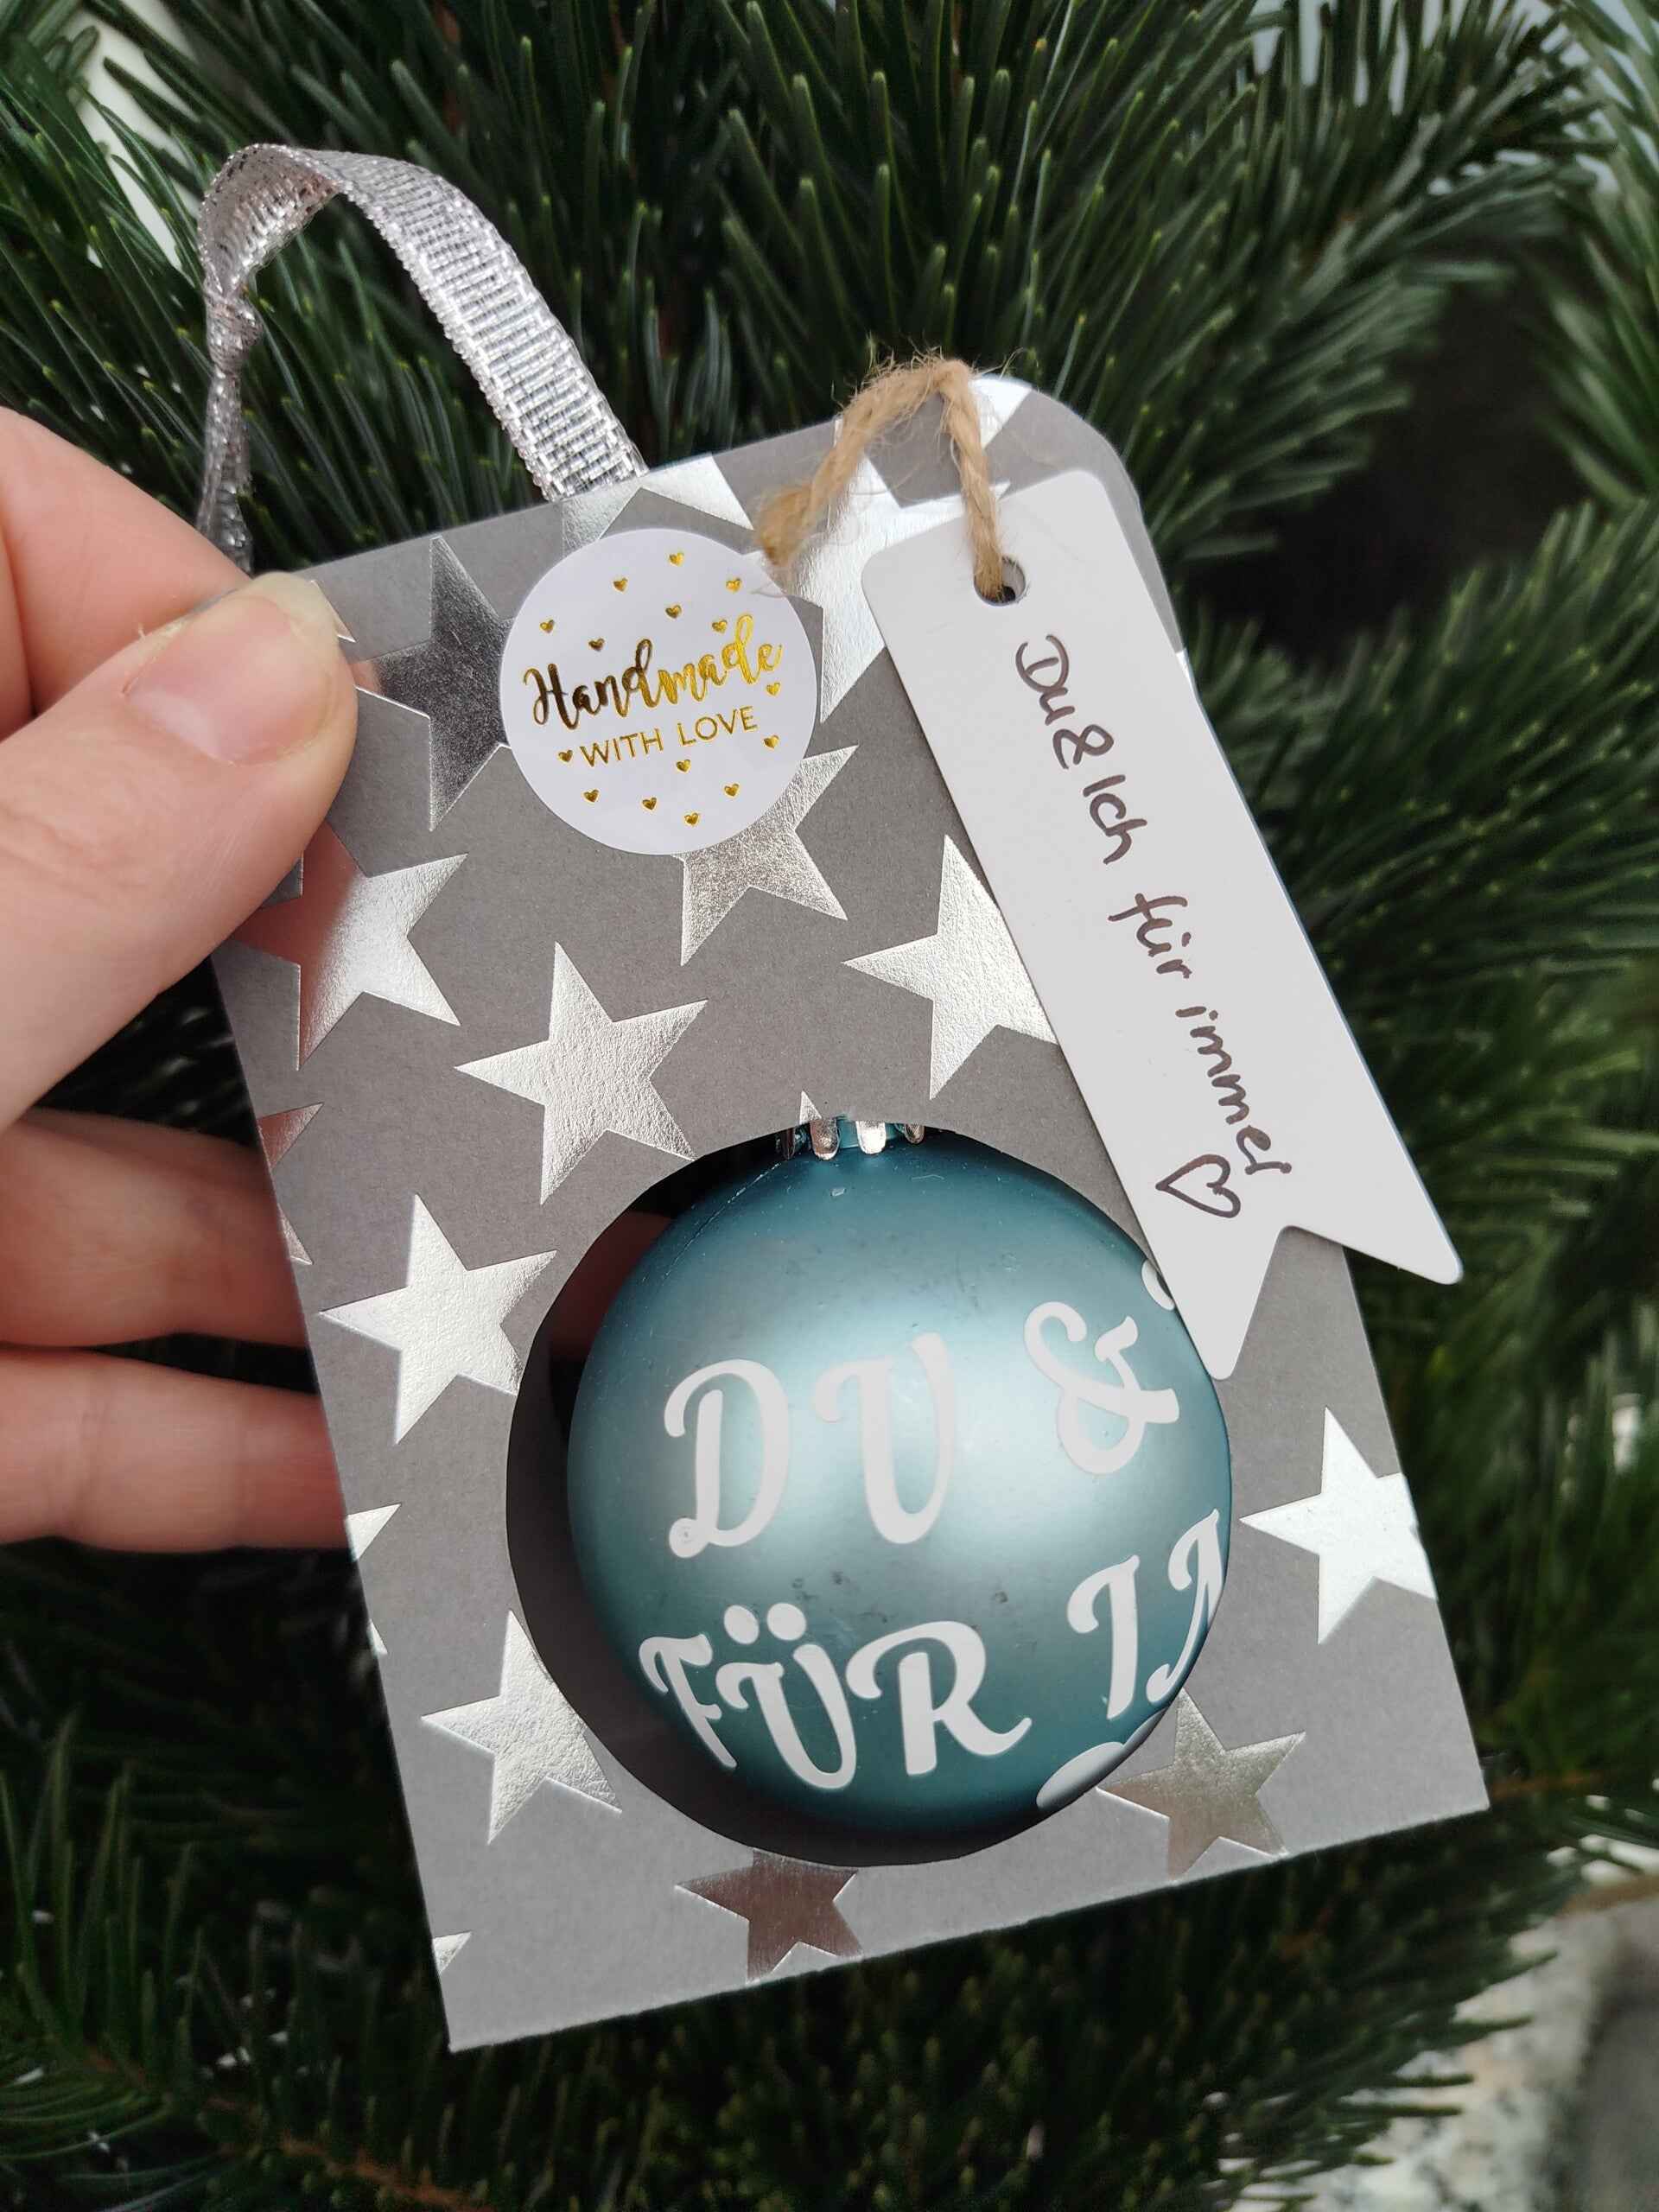 Handmade
WITH LOVE
Du & Ich für immer
DU &
FÜR